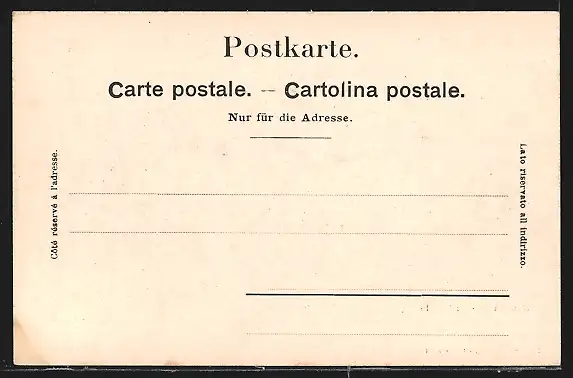 Postkarte.
Carte postale. — Cartolina postale.
Nur für die Adresse.
Côté réservé à l'adresse.
Lato riservato all indirizzo.